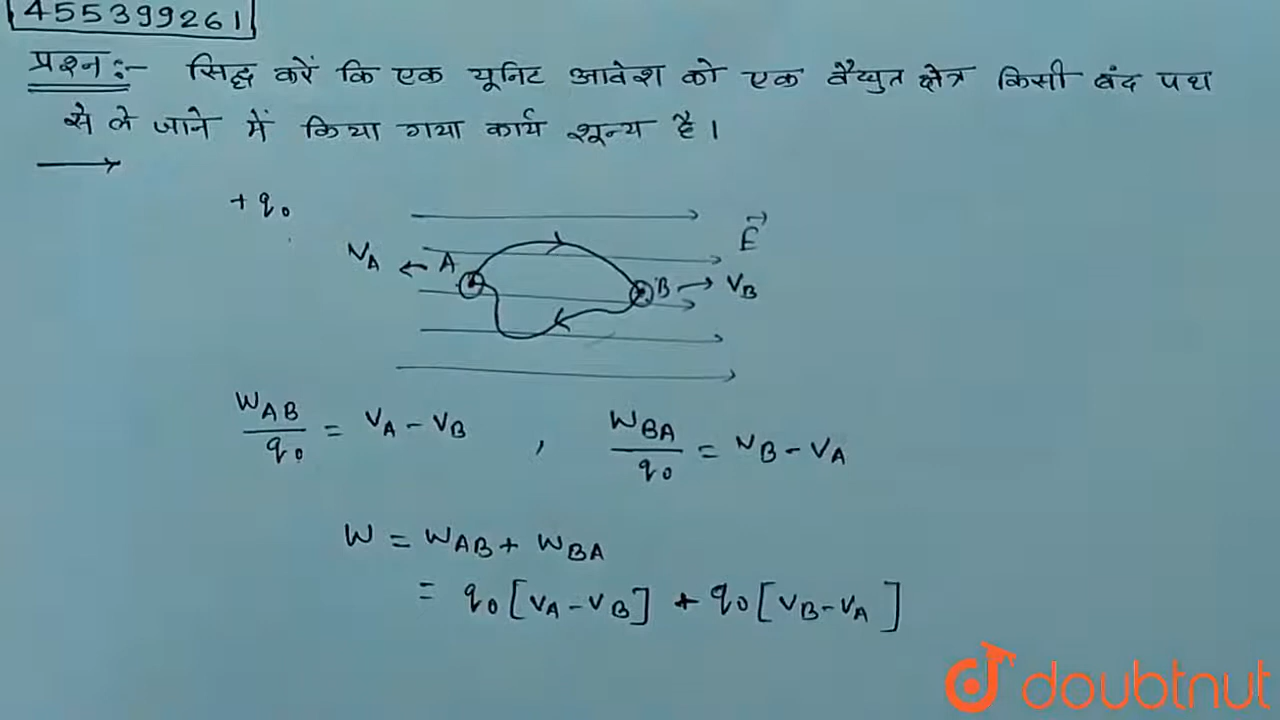 455399261
प्रश्न:- सिद्ध करें कि एक यूनिट आवेश को एक वैद्युत क्षेत्र किसी बंद पथ
से ले जाने में किया गया कार्य शून्य है।
+q₀
V_A ← A B → V_B
E⃗
W_AB/q₀ = V_A - V_B , W_BA/q₀ = V_B - V_A
W = W_AB + W_BA
= q₀[V_A - V_B] + q₀[V_B - V_A]
doubtnut